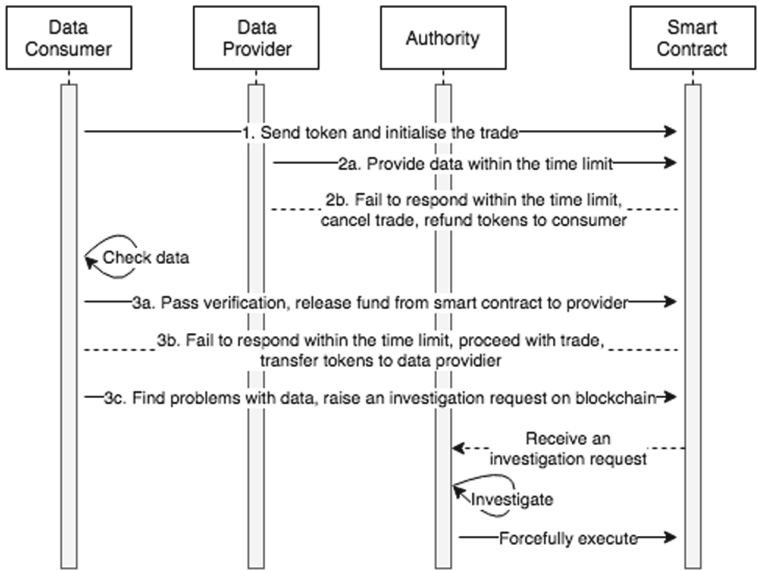 Data
Consumer
Data
Provider
Authority
Smart
Contract
1. Send token and initialise the trade
2a. Provide data within the time limit
2b. Fail to respond within the time limit,
cancel trade, refund tokens to consumer
Check data
3a. Pass verification, release fund from smart contract to provider
3b. Fail to respond within the time limit, proceed with trade,
transfer tokens to data providier
3c. Find problems with data, raise an investigation request on blockchain
Receive an
investigation request
Investigate
Forcefully execute